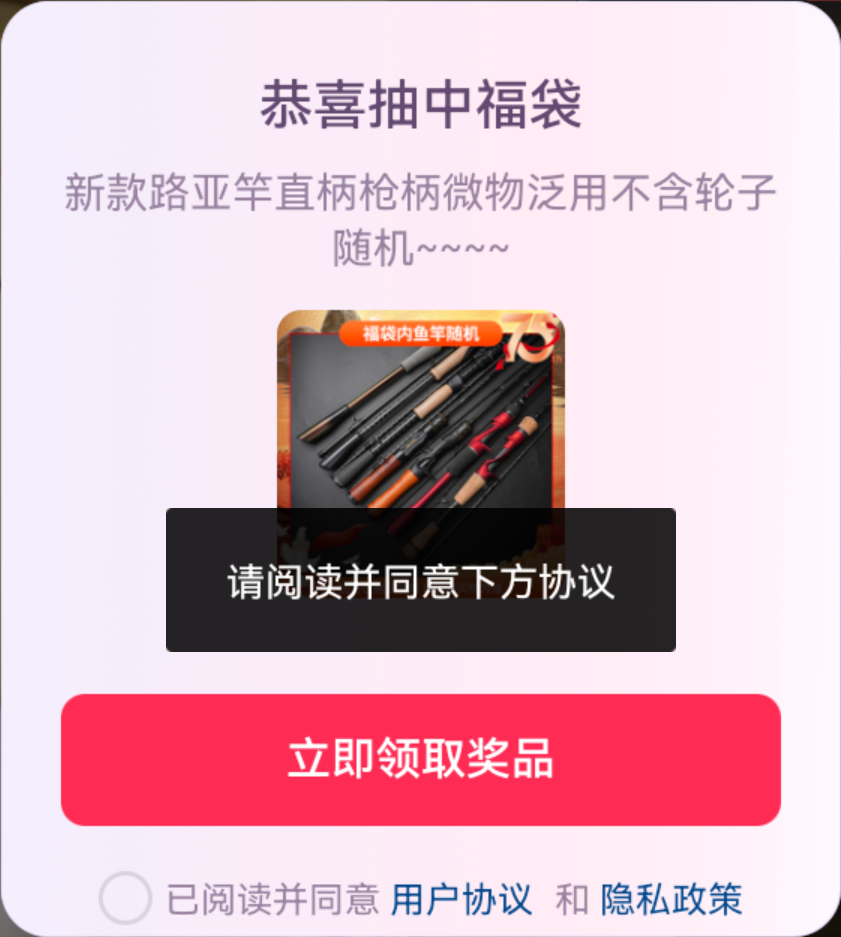 恭喜抽中福袋
新款路亚竿直柄枪柄微物泛用不含轮子
随机~~~~
福袋内鱼竿随机
请阅读并同意下方协议
立即领取奖品
已阅读并同意 用户协议 和 隐私政策